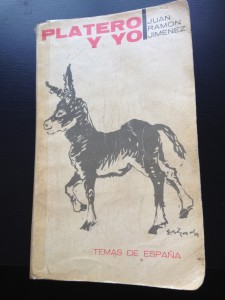 PLATERO
Y YO
JUAN
RAMON
JIMENEZ
TEMAS DE ESPAÑA